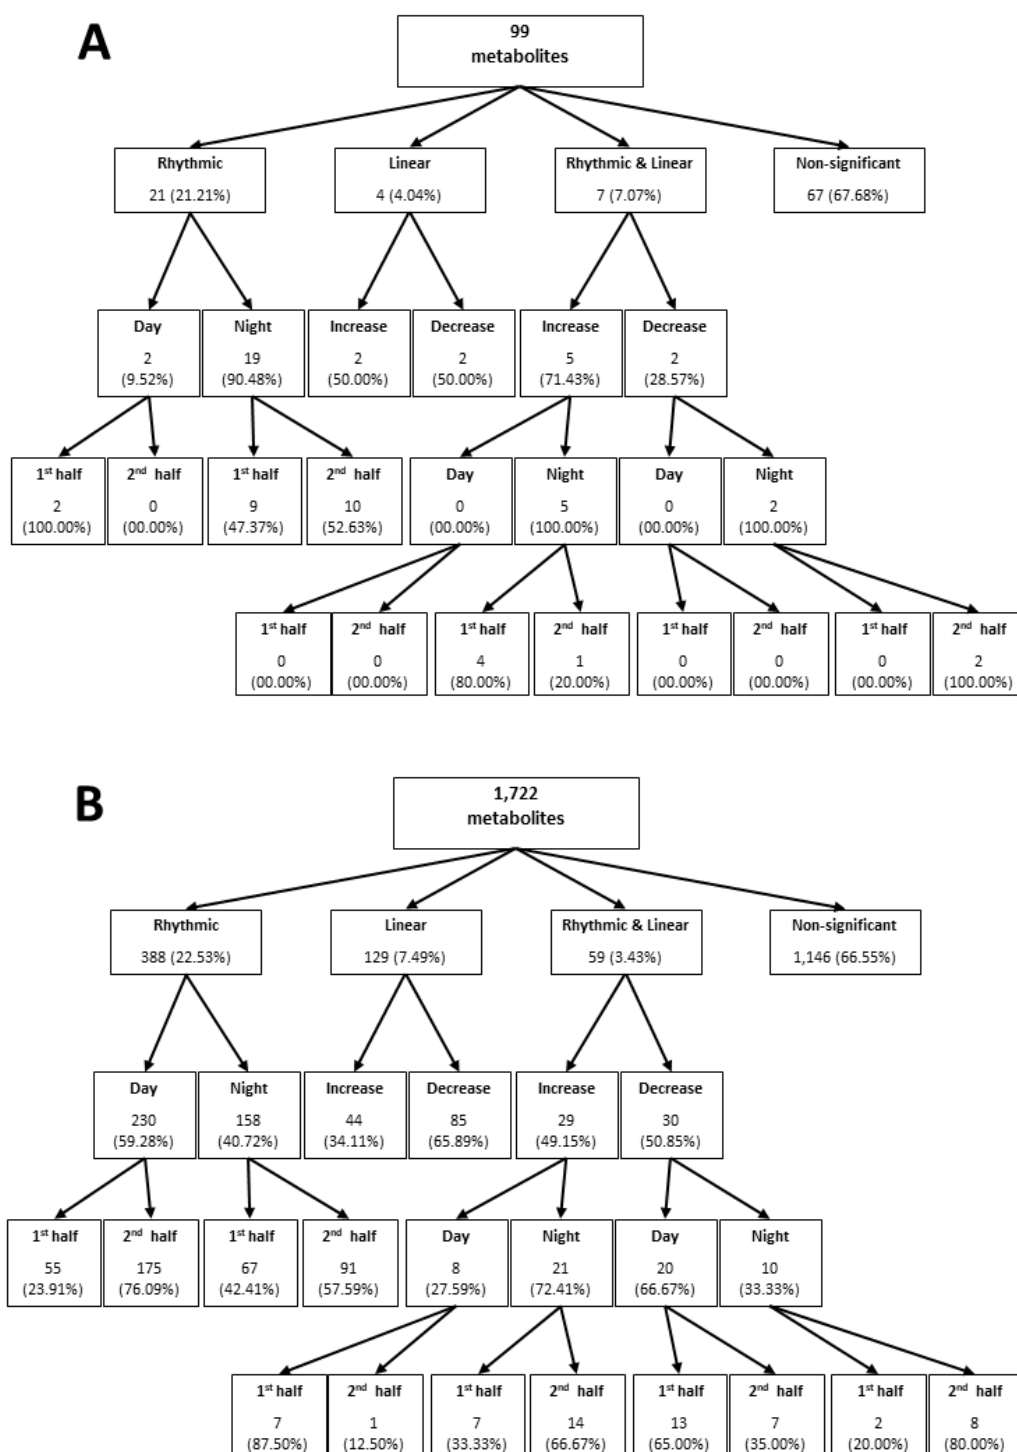 A
99
metabolites
Rhythmic
21 (21.21%)
Linear
4 (4.04%)
Rhythmic & Linear
7 (7.07%)
Non-significant
67 (67.68%)
Day
2
(9.52%)
Night
19
(90.48%)
Increase
2
(50.00%)
Decrease
2
(50.00%)
Increase
5
(71.43%)
Decrease
2
(28.57%)
1st half
2
(100.00%)
2nd half
0
(00.00%)
1st half
9
(47.37%)
2nd half
10
(52.63%)
Day
0
(00.00%)
Night
5
(100.00%)
Day
0
(00.00%)
Night
2
(100.00%)
1st half
0
(00.00%)
2nd half
0
(00.00%)
1st half
4
(80.00%)
2nd half
1
(20.00%)
1st half
0
(00.00%)
2nd half
0
(00.00%)
1st half
0
(00.00%)
2nd half
2
(100.00%)
B
1,722
metabolites
Rhythmic
388 (22.53%)
Linear
129 (7.49%)
Rhythmic & Linear
59 (3.43%)
Non-significant
1,146 (66.55%)
Day
230
(59.28%)
Night
158
(40.72%)
Increase
44
(34.11%)
Decrease
85
(65.89%)
Increase
29
(49.15%)
Decrease
30
(50.85%)
1st half
55
(23.91%)
2nd half
175
(76.09%)
1st half
67
(42.41%)
2nd half
91
(57.59%)
Day
8
(27.59%)
Night
21
(72.41%)
Day
20
(66.67%)
Night
10
(33.33%)
1st half
7
(87.50%)
2nd half
1
(12.50%)
1st half
7
(33.33%)
2nd half
14
(66.67%)
1st half
13
(65.00%)
2nd half
7
(35.00%)
1st half
2
(20.00%)
2nd half
8
(80.00%)